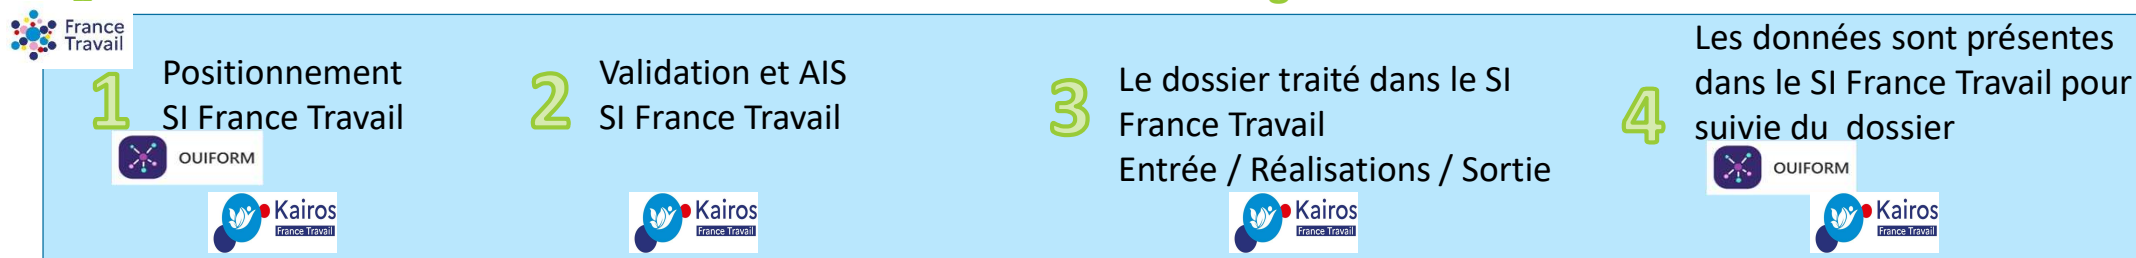 France
Travail
1
Positionnement
SI France Travail
OUIFORM
Kairos
France Travail
2
Validation et AIS
SI France Travail
Kairos
France Travail
3
Le dossier traité dans le SI
France Travail
Entrée / Réalisations / Sortie
Kairos
France Travail
4
Les données sont présentes
dans le SI France Travail pour
suivie du  dossier
OUIFORM
Kairos
France Travail